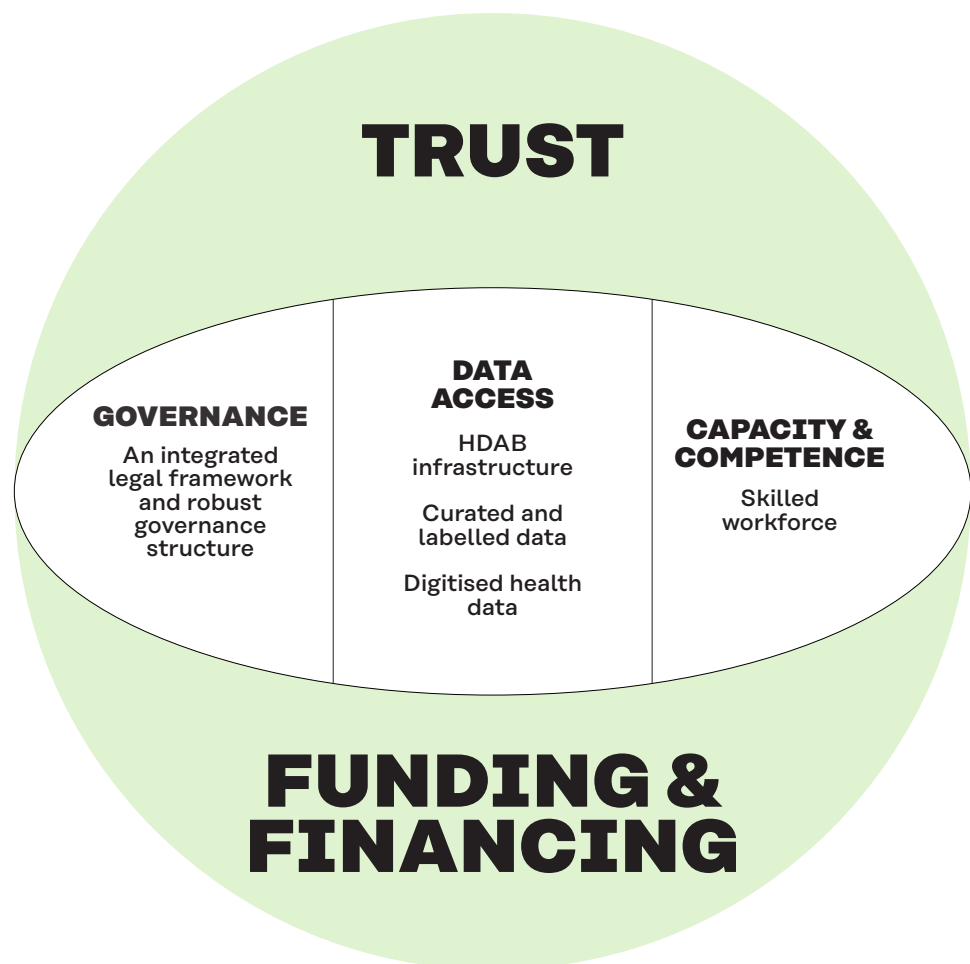 TRUST
GOVERNANCE
An integrated
legal framework
and robust
governance
structure
DATA
ACCESS
HDAB
infrastructure
Curated and
labelled data
Digitised health
data
CAPACITY &
COMPETENCE
Skilled
workforce
FUNDING &
FINANCING